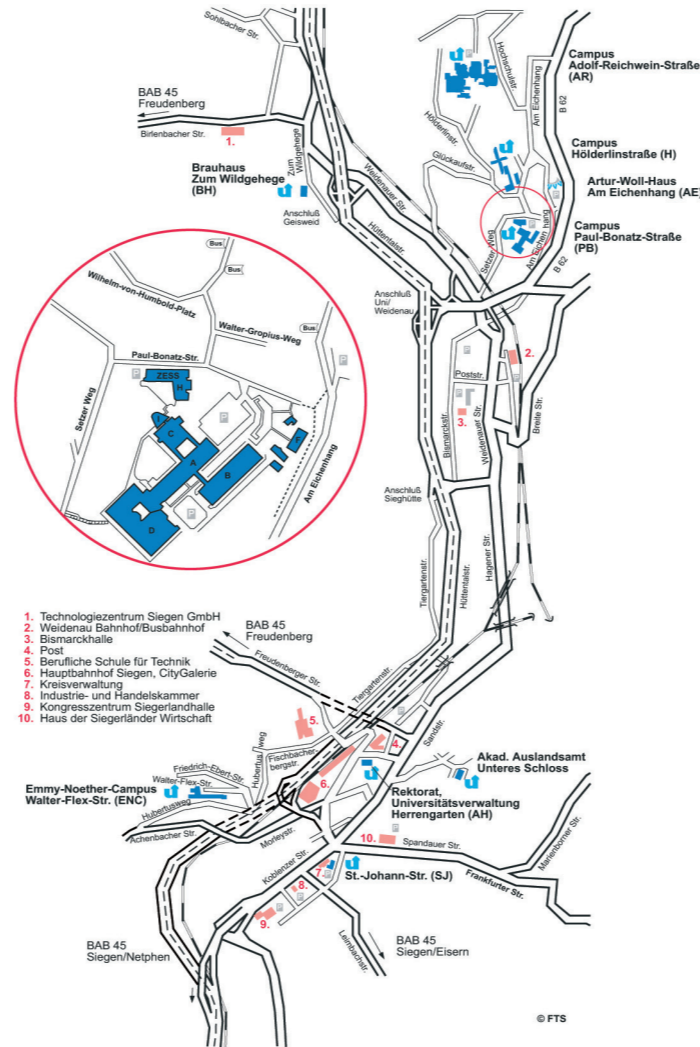 Sohlbacher Str.
BAB 45
Freudenberg
Birlenbacher Str.
1.
Zum
Wildgehege
Brauhaus
Zum Wildgehege
(BH)
Anschluß
Geisweid
Weidenauer Str.
Hüttentalstr.
Hochschulstr.
Am Eichenhang
B 62
Campus
Adolf-Reichwein-Straße
(AR)
Hölderlinstr.
Glückaufstr.
Campus
Hölderlinstraße (H)
Artur-Woll-Haus
Am Eichenhang (AE)
Campus
Paul-Bonatz-Straße
(PB)
Setzer Weg
Am Eichen hang
B 62
Anschluß
Uni/
Weidenau
Bus
Bus
Bus
Wilhelm-von-Humbold-Platz
Walter-Gropius-Weg
Paul-Bonatz-Str.
Setzer Weg
ZESS
H
I
C
A
B
F
D
Am Eichenhang
2.
Poststr.
3.
Bismarckstr.
Weidenauer Str.
Breite Str.
Anschluß
Sieghütte
Tiergartenstr.
Hüttentalstr.
Hagener Str.
1. Technologiezentrum Siegen GmbH
2. Weidenau Bahnhof/Busbahnhof
3. Bismarckhalle
4. Post
5. Berufliche Schule für Technik
6. Hauptbahnhof Siegen, CityGalerie
7. Kreisverwaltung
8. Industrie- und Handelskammer
9. Kongresszentrum Siegerlandhalle
10. Haus der Siegerländer Wirtschaft
BAB 45
Freudenberg
Freudenberger Str.
Tiergartenstr.
5.
4.
Sandstr.
Fischbacher-
bergstr.
Hubertus weg
Friedrich-Ebert-Str.
Walter-Flex-Str.
Hubertusweg
6.
Emmy-Noether-Campus
Walter-Flex-Str. (ENC)
Achenbacher Str.
Akad. Auslandsamt
Unteres Schloss
Rektorat,
Universitätsverwaltung
Herrengarten (AH)
Morleystr.
10.
Spandauer Str.
Marienborner Str.
Frankfurter Str.
Koblenzer Str.
7.
St.-Johann-Str. (SJ)
8.
9.
Leimbachstr.
BAB 45
Siegen/Netphen
BAB 45
Siegen/Eisern
© FTS